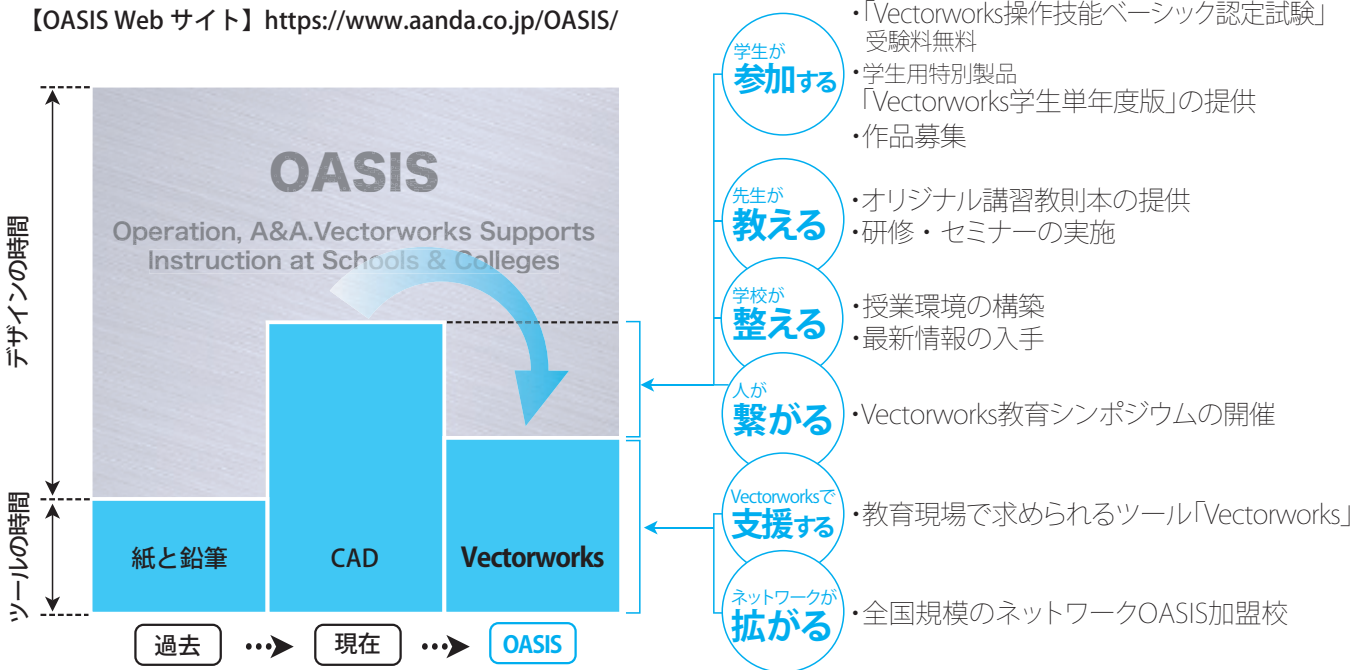 【OASIS Web サイト】https://www.aanda.co.jp/OASIS/
デザインの時間
ツールの時間
OASIS
Operation, A&A.Vectorworks Supports
Instruction at Schools & Colleges
紙と鉛筆
CAD
Vectorworks
過去
現在
OASIS
学生が
参加する
・「Vectorworks操作技能ベーシック認定試験」
受験料無料
・学生用特別製品
「Vectorworks学生単年度版」の提供
・作品募集
先生が
教える
・オリジナル講習教則本の提供
・研修・セミナーの実施
学校が
整える
・授業環境の構築
・最新情報の入手
人が
繋がる
・Vectorworks教育シンポジウムの開催
Vectorworksで
支援する
・教育現場で求められるツール「Vectorworks」
ネットワークが
拡がる
・全国規模のネットワークOASIS加盟校